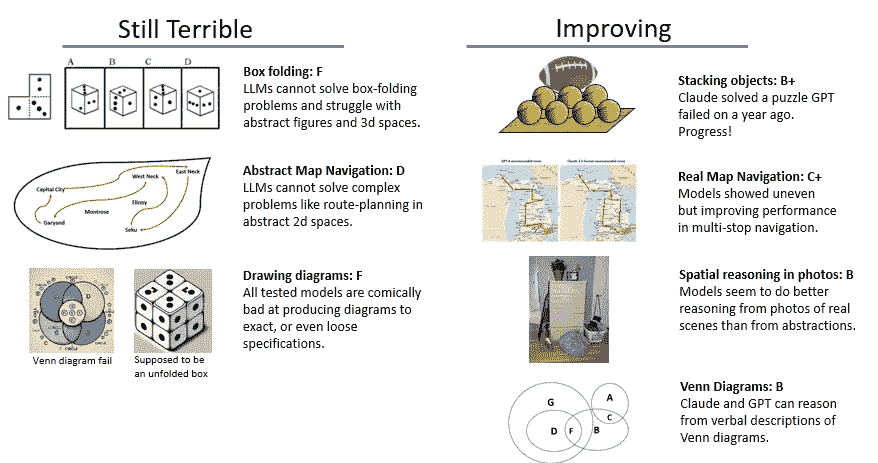 Still Terrible
A B C D
Box folding: F
LLMs cannot solve box-folding
problems and struggle with
abstract figures and 3d spaces.
East Neck
West Neck
Capital City
Elinny
Montrose
Garyand
Seku
Abstract Map Navigation: D
LLMs cannot solve complex
problems like route-planning in
abstract 2d spaces.
Drawing diagrams: F
All tested models are comically
bad at producing diagrams to
exact, or even loose
specifications.
Venn diagram fail
Supposed to be
an unfolded box
Improving
Stacking objects: B+
Claude solved a puzzle GPT
failed on a year ago.
Progress!
Real Map Navigation: C+
Models showed uneven
but improving performance
in multi-stop navigation.
Spatial reasoning in photos: B
Models seem to do better
reasoning from photos of real
scenes than from abstractions.
G
A
C
D
F
B
Venn Diagrams: B
Claude and GPT can reason
from verbal descriptions of
Venn diagrams.